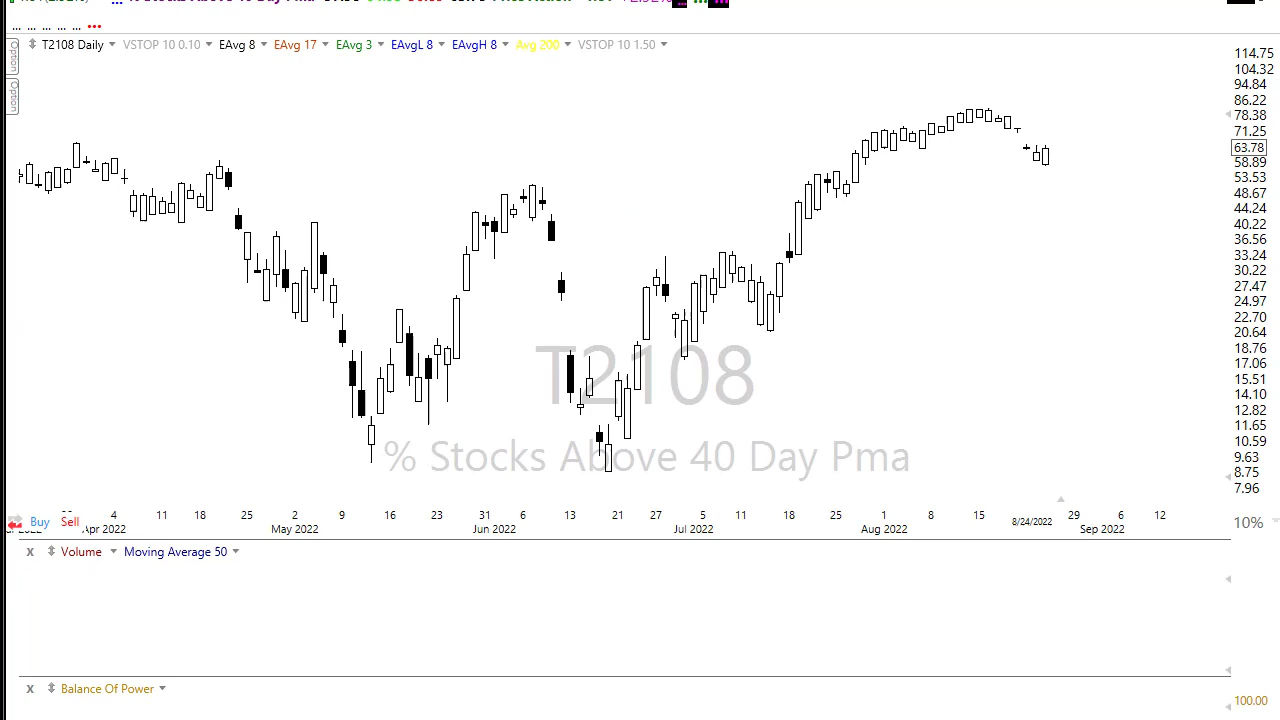 ... ... ... ... ... ...
T2108 Daily VSTOP 10 0.10 EAvg 8 EAvg 17 EAvg 3 EAvgL 8 EAvgH 8 Avg 200 VSTOP 10 1.50
Option
Option
114.75
104.32
94.84
86.22
78.38
71.25
63.78
58.89
53.53
48.67
44.24
40.22
36.56
33.24
30.22
27.47
24.97
22.70
20.64
18.76
17.06
15.51
14.10
12.82
11.65
10.59
9.63
8.75
7.96
T2108
% Stocks Above 40 Day Pma
4 11 18 25 2 9 16 23 31 6 13 21 27 5 11 18 25 1 8 15 8/24/2022 29 6 12
Buy Sell
Apr 2022 May 2022 Jun 2022 Jul 2022 Aug 2022 Sep 2022
10%
X Volume Moving Average 50
X Balance Of Power
100.00